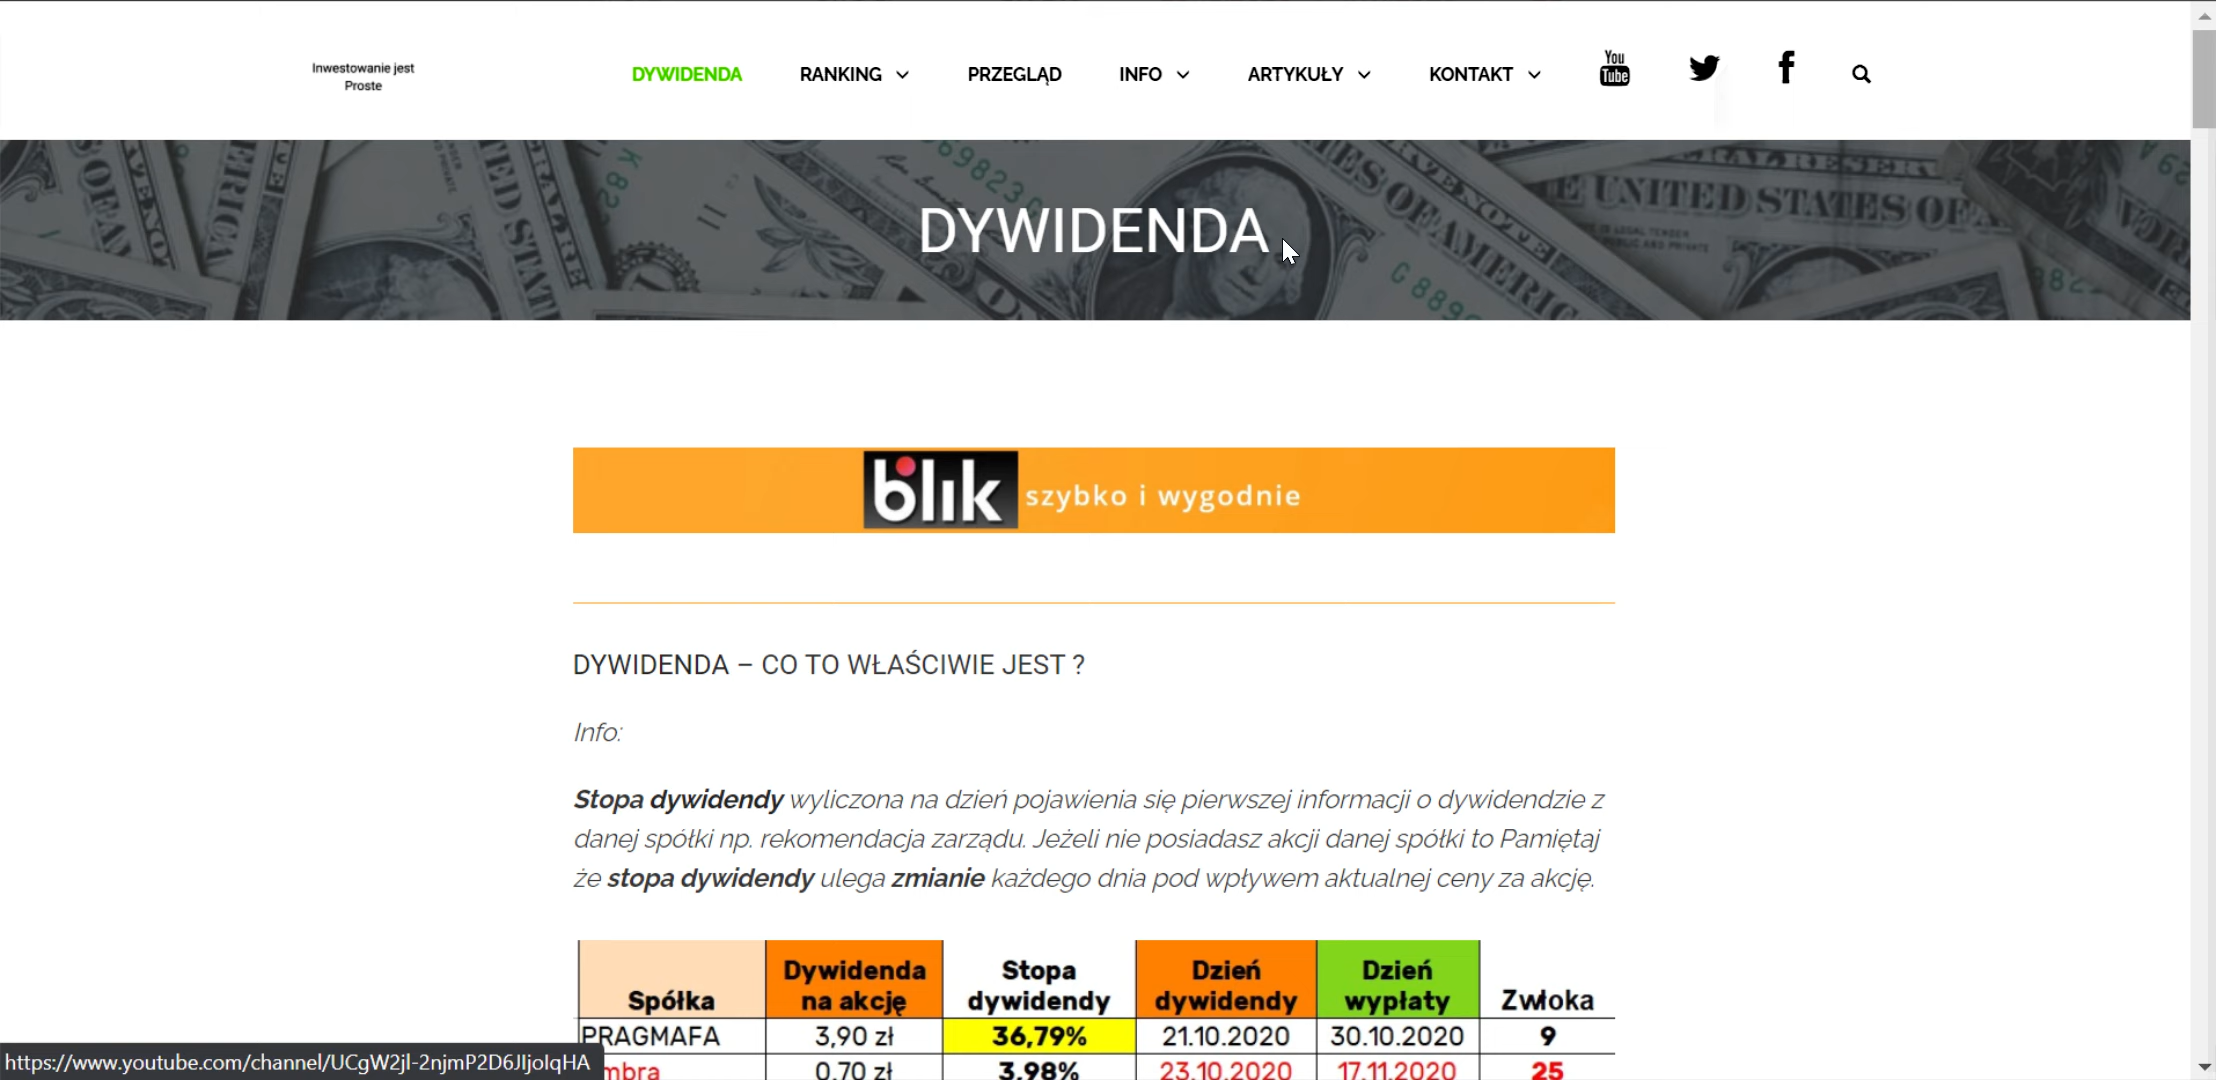 Inwestowanie jest
Proste
DYWIDENDA RANKING PRZEGLĄD INFO ARTYKUŁY KONTAKT You Tube
DYWIDENDA
blik szybko i wygodnie
DYWIDENDA – CO TO WŁAŚCIWIE JEST ?
Info:
Stopa dywidendy wyliczona na dzień pojawienia się pierwszej informacji o dywidendzie z
danej spółki np. rekomendacja zarządu. Jeżeli nie posiadasz akcji danej spółki to Pamiętaj
że stopa dywidendy ulega zmianie każdego dnia pod wpływem aktualnej ceny za akcję.
Spółka Dywidenda na akcję Stopa dywidendy Dzień dywidendy Dzień wypłaty Zwłoka
PRAGMAFA 3,90 zł 36,79% 21.10.2020 30.10.2020 9
mbra 0,70 zł 3,98% 23.10.2020 17.11.2020 25
https://www.youtube.com/channel/UCgW2jl-2njmP2D6JIjoIqHA